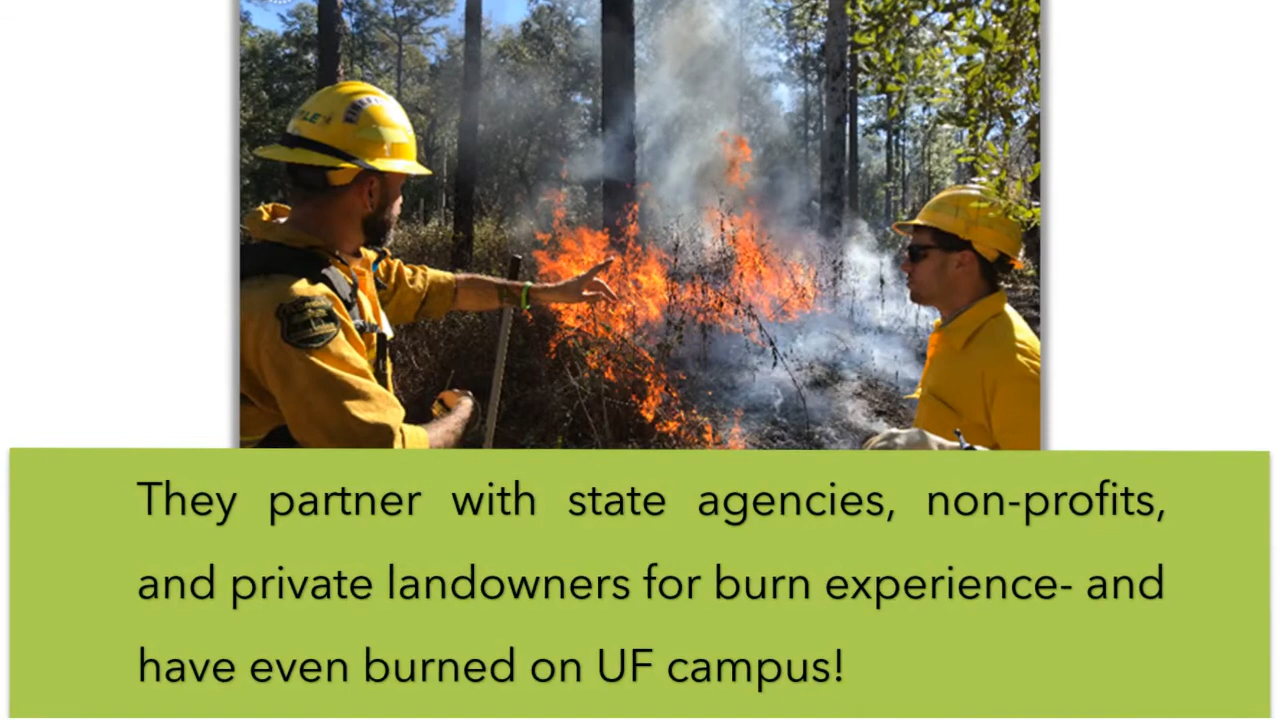 They partner with state agencies, non-profits,
and private landowners for burn experience- and
have even burned on UF campus!